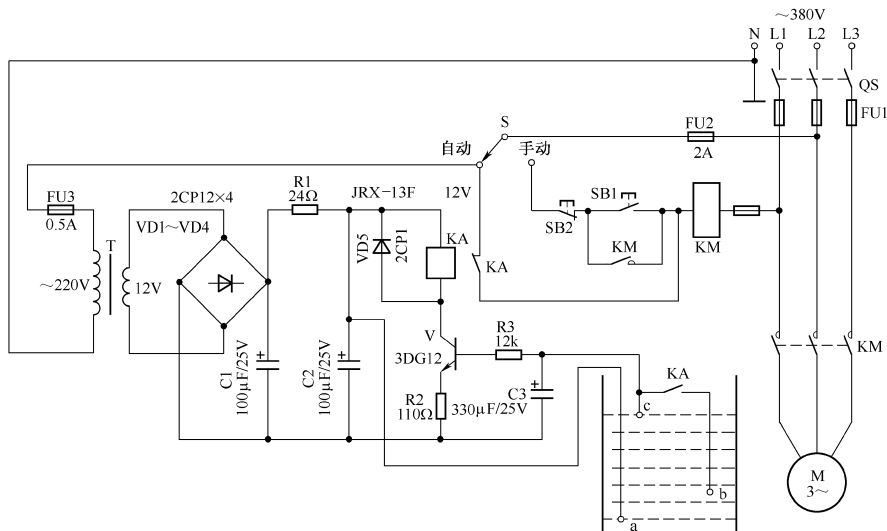 ～380V
N L1 L2 L3
QS
FU1
S
FU2
2A
自动
手动
12V
FU3
0.5A
2CP12×4
VD1～VD4
R1
24Ω
JRX-13F
VD5
2CP1
KA
KA
SB1
SB2
KM
KM
T
～220V
12V
V
3DG12
R3
12k
KM
C1
100μF/25V
C2
100μF/25V
R2
110Ω
330μF/25V
C3
KA
c
b
a
M
3～